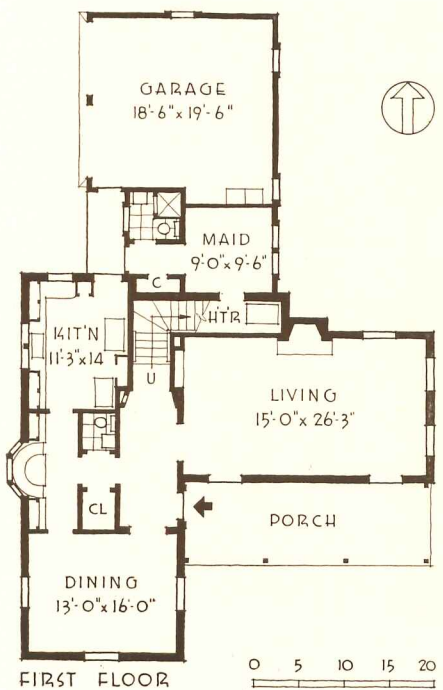 GARAGE
18'-6" x 19'-6"
MAID
9'-0" x 9'-6"
C
KIT'N
11'-3" x 14'
HTR
U
LIVING
15'-0" x 26'-3"
CL
PORCH
DINING
13'-0" x 16'-0"
FIRST FLOOR
0 5 10 15 20